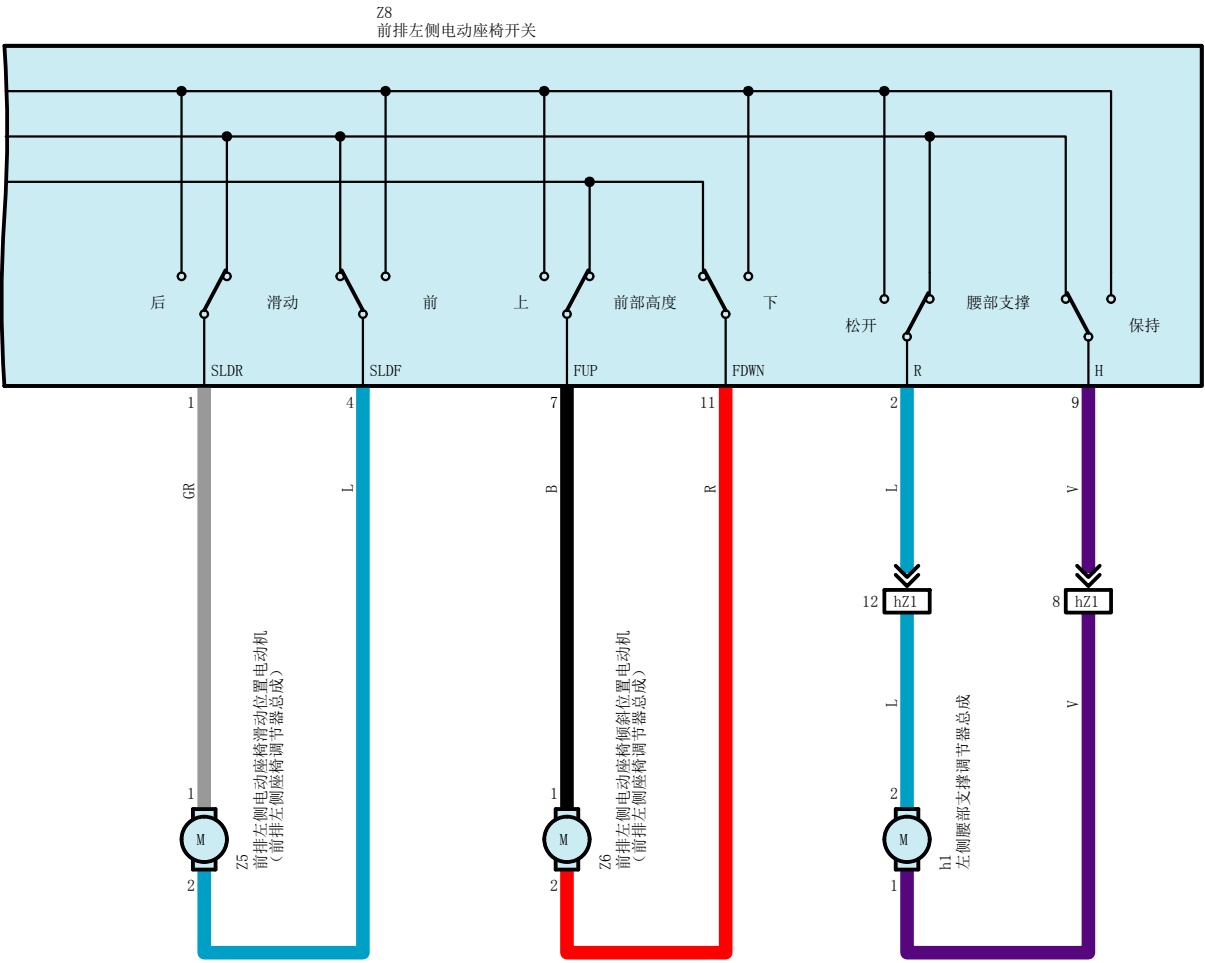 Z8
前排左侧电动座椅开关
后
滑动
前
上
前部高度
下
松开
腰部支撑
保持
SLDR
SLDF
FUP
FDWN
R
H
1
4
7
11
2
9
GR
L
B
R
L
V
12
hZ1
8
hZ1
L
V
1
1
2
M
M
M
Z5
前排左侧电动座椅滑动位置电动机
（前排左侧座椅调节器总成）
Z6
前排左侧电动座椅倾斜位置电动机
（前排左侧座椅调节器总成）
h1
左侧腰部支撑调节器总成
2
2
1